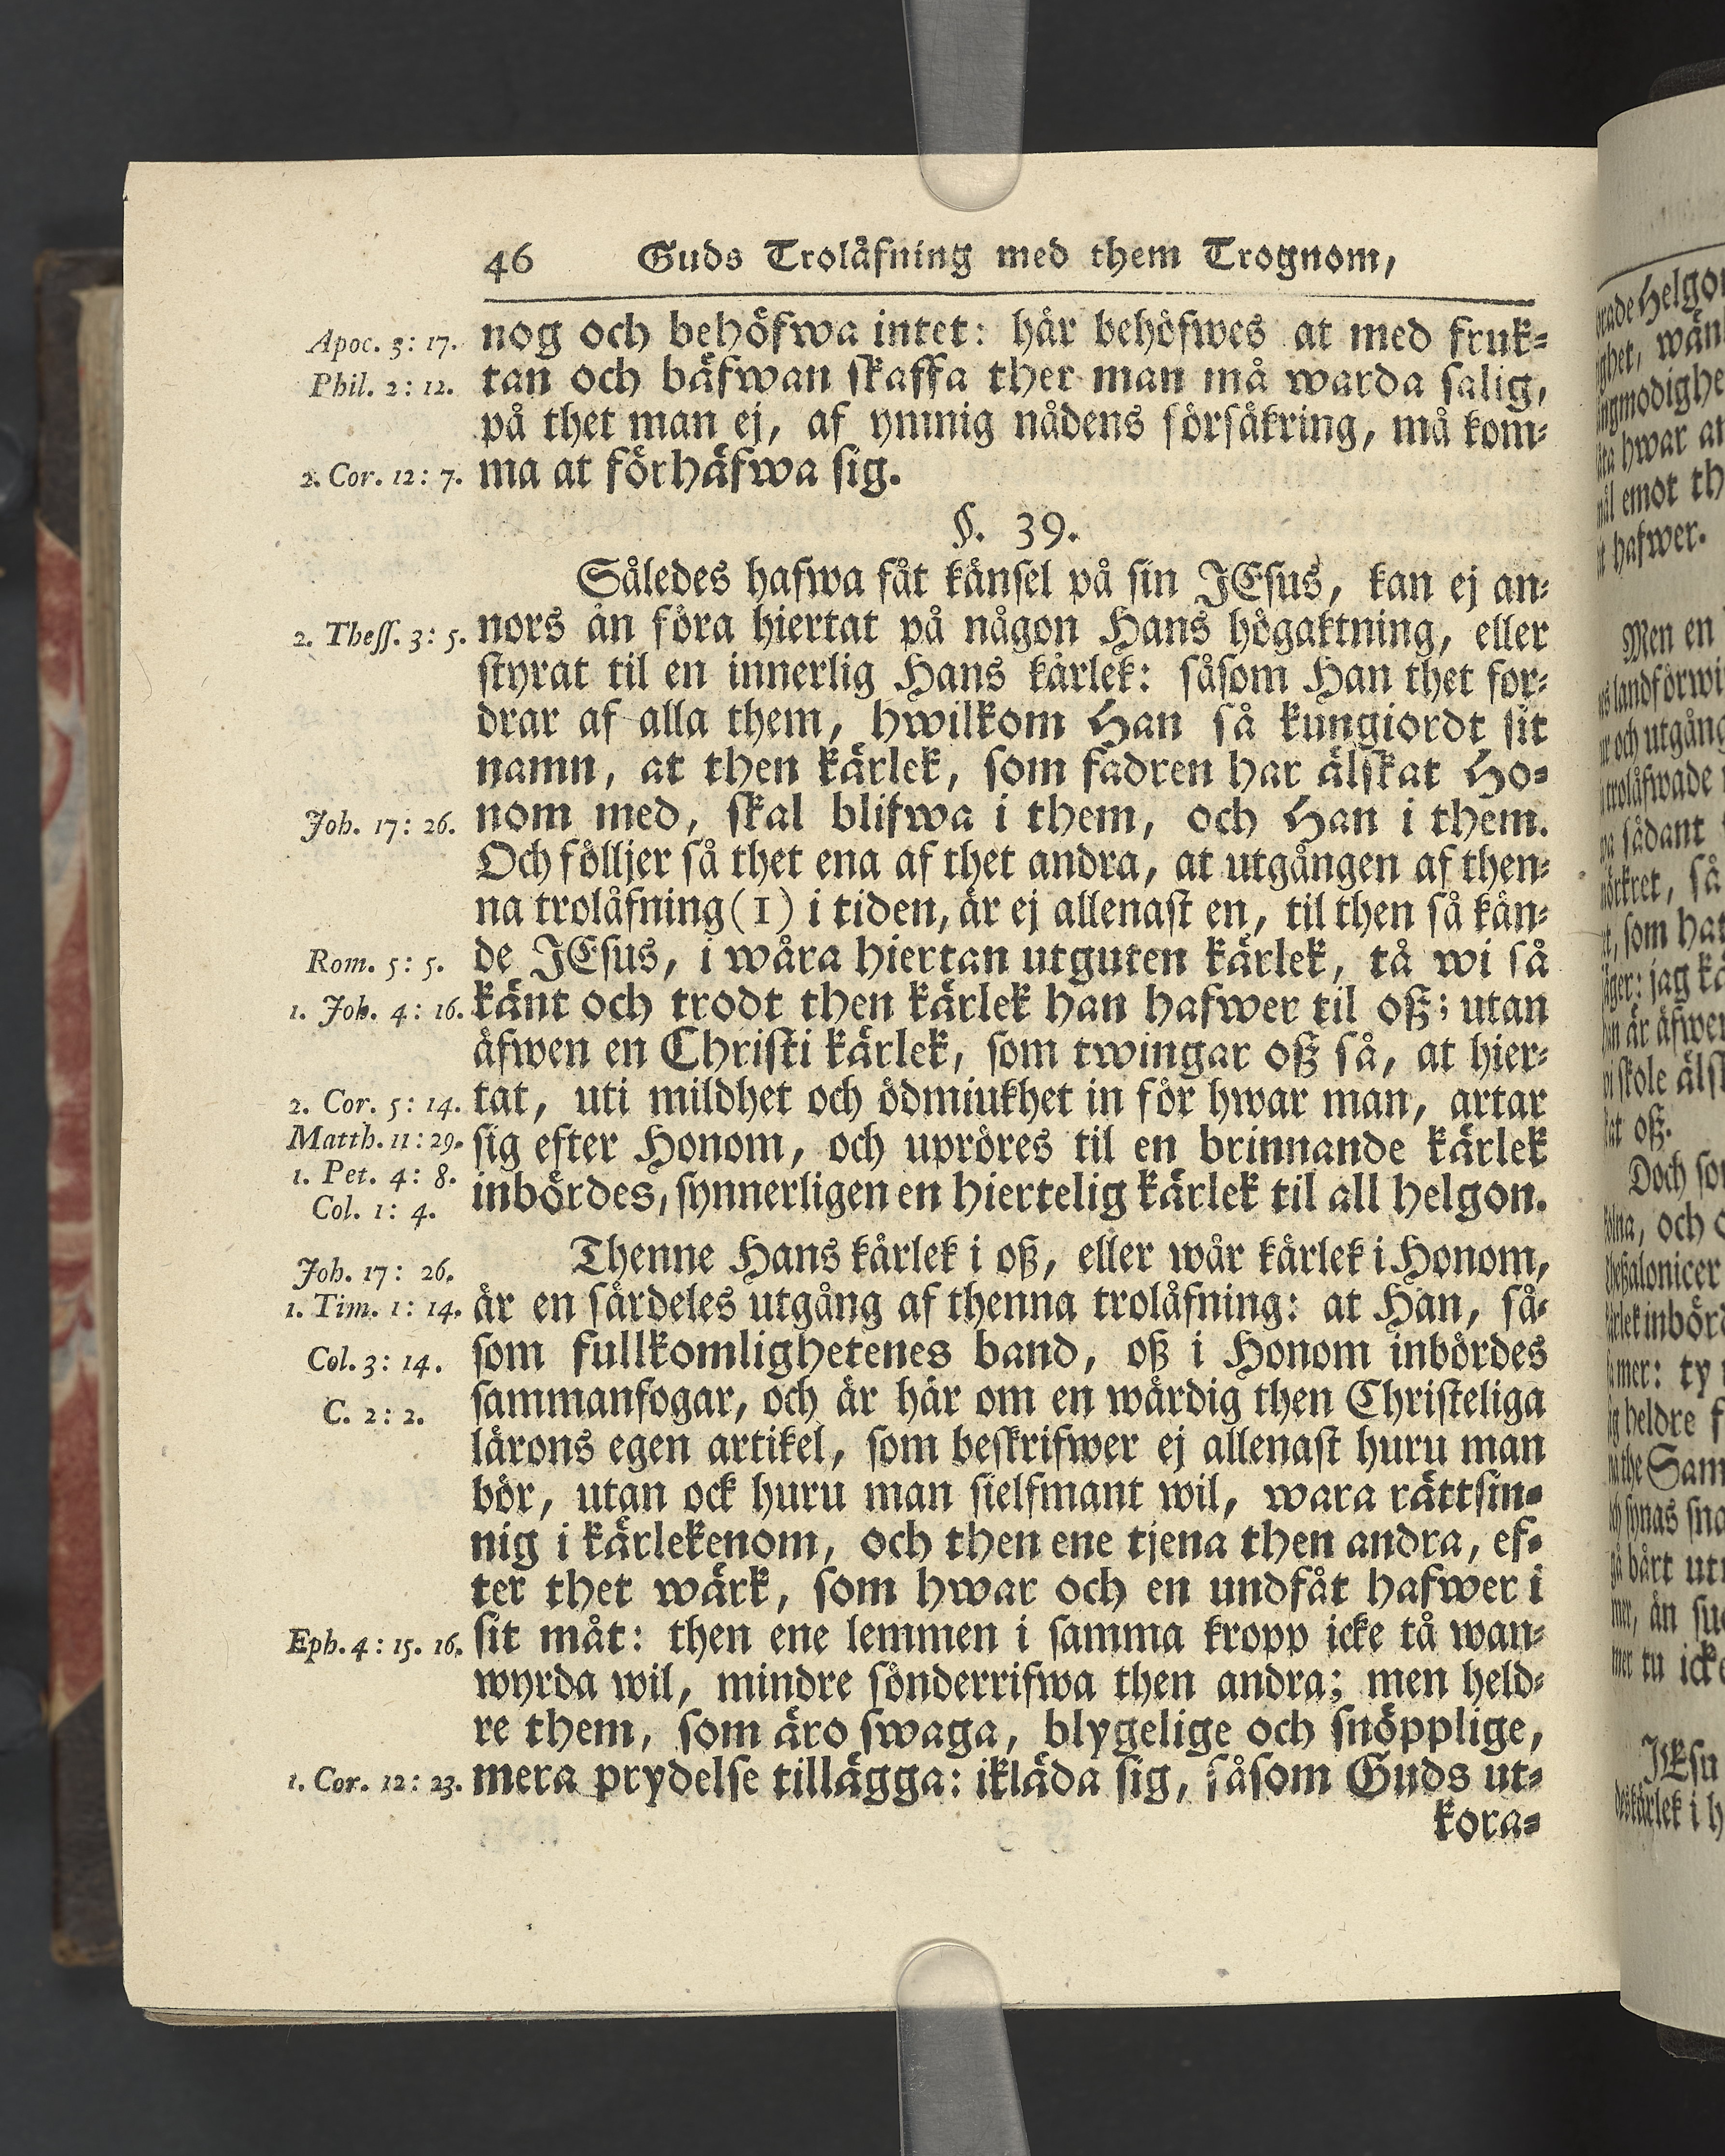 46 Guds Trolåfning med them Trognom,
Apoc. 3: 17. nog och behöfwa intet: här behöfwes at med fruk-
Phil. 2: 12. tan och bäfwan skaffa ther man må warda salig,
på thet man ej, af ymnig nådens försäkring, må kom-
2. Cor. 12: 7. ma at förhäfwa sig.
§. 39.
Således hafwa fåt känsel på sin JEsus, kan ej an-
2. Thess. 3: 5. nors än föra hiertat på någon Hans högaktning, eller
styrat til en innerlig Hans kärlek: såsom Han thet for-
drar af alla them, hwilkom Han så kungiordt sit
namn, at then kärlek, som fadren har älskat Ho-
Joh. 17: 26. nom med, skal blifwa i them, och Han i them.
Och följjer så thet ena af thet andra, at utgången af then-
na trolåfning (1) i tiden, är ej allenast en, til then så kän-
Rom. 5: 5. de JEsus, i wåra hiertan utguten kärlek, tå wi så
1. Joh. 4: 16. känt och trodt then kärlek han hafwer til oß; utan
äfwen en Christi kärlek, som twingar oß så, at hier-
2. Cor. 5: 14. tat, uti mildhet och ödmiukhet in för hwar man, artar
Matth. 11: 29. sig efter Honom, och upröres til en brinnande kärlek
1. Pet. 4: 8. inbördes, synnerligen en hiertelig kärlek til all helgon.
Col. 1: 4.
Joh. 17: 26. Thenne Hans kärlek i oß, eller wår kärlek i Honom,
1. Tim. 1: 14. är en särdeles utgång af thenna trolåfning: at Han, så-
Col. 3: 14. som fullkomlighetenes band, oß i Honom inbördes
C. 2: 2. sammanfogar, och är här om en wärdig then Christeliga
lärons egen artikel, som beskrifwer ej allenast huru man
bör, utan ock huru man sielfmant wil, wara rättsin-
nig i kärlekenom, och then ene tjena then andra, ef-
ter thet wärk, som hwar och en undfåt hafwer i
Eph. 4: 15. 16. sit måt: then ene lemmen i samma kropp icke tå wan-
wyrda wil, mindre sönderrifwa then andra; men held-
re them, som äro swaga, blygelige och snöpplige,
1. Cor. 12: 23. mera prydelse tillägga: ikläda sig, såsom Guds ut-
kora-